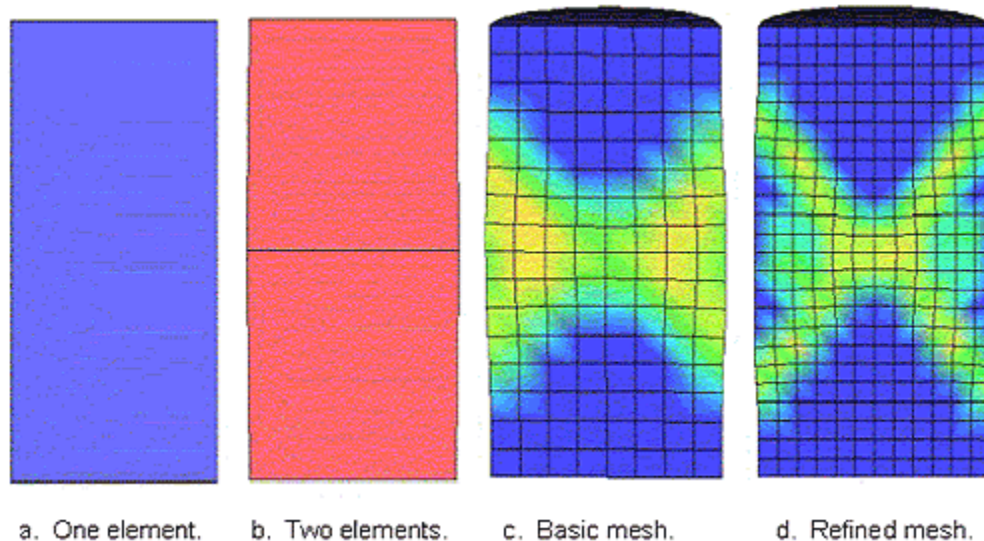 a. One element.
b. Two elements.
c. Basic mesh.
d. Refined mesh.